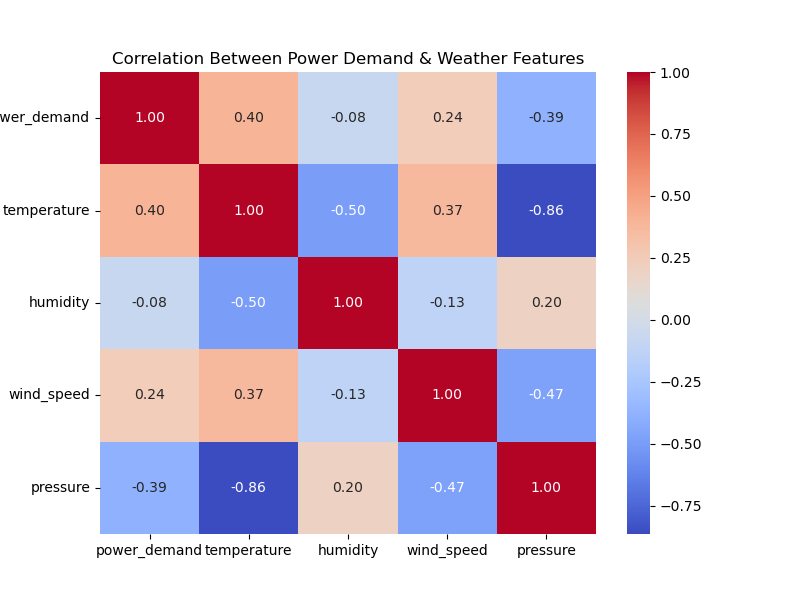 Correlation Between Power Demand & Weather Features
wer_demand 1.00 0.40 -0.08 0.24 -0.39
temperature 0.40 1.00 -0.50 0.37 -0.86
humidity -0.08 -0.50 1.00 -0.13 0.20
wind_speed 0.24 0.37 -0.13 1.00 -0.47
pressure -0.39 -0.86 0.20 -0.47 1.00
power_demand temperature humidity wind_speed pressure
1.00
0.75
0.50
0.25
0.00
−0.25
−0.50
−0.75